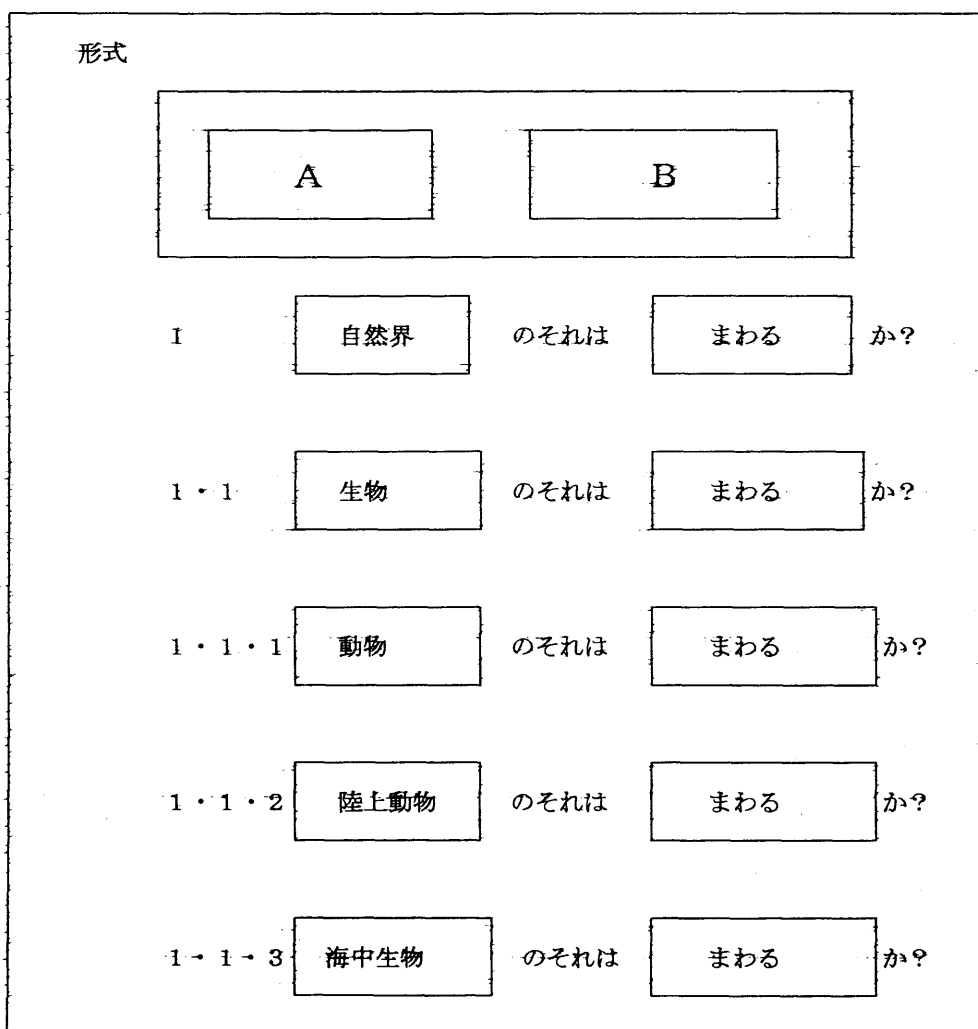 形式
A B
1 自然界 のそれは まわる か？
1・1 生物 のそれは まわる か？
1・1・1 動物 のそれは まわる か？
1・1・2 陸上動物 のそれは まわる か？
1・1・3 海中生物 のそれは まわる か？